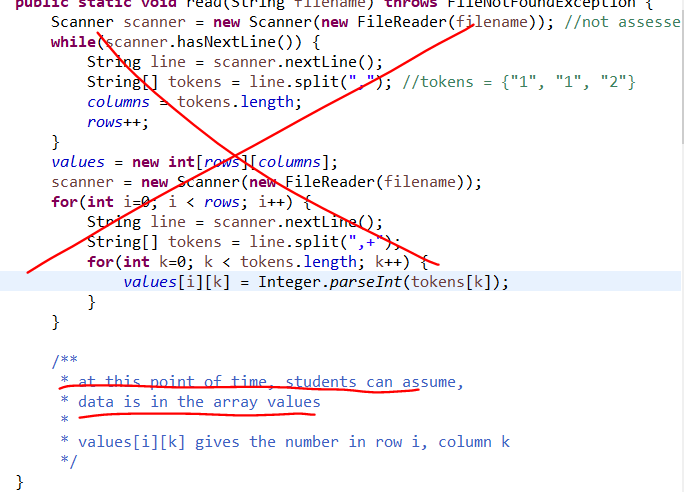 public static void read(String filename) throws FileNotFoundException {
Scanner scanner = new Scanner(new FileReader(filename)); //not assesse
while(scanner.hasNextLine()) {
String line = scanner.nextLine();
String[] tokens = line.split(","); //tokens = {"1", "1", "2"}
columns = tokens.length;
rows++;
}
values = new int[rows][columns];
scanner = new Scanner(new FileReader(filename));
for(int i=0; i < rows; i++) {
String line = scanner.nextLine();
String[] tokens = line.split(",+");
for(int k=0; k < tokens.length; k++) {
values[i][k] = Integer.parseInt(tokens[k]);
}
}
/**
* at this point of time, students can assume,
* data is in the array values
*
* values[i][k] gives the number in row i, column k
*/
}